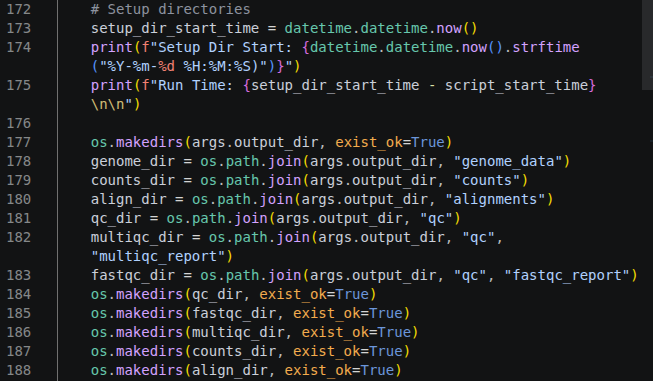 172 # Setup directories
173 setup_dir_start_time = datetime.datetime.now()
174 print(f"Setup Dir Start: {datetime.datetime.now().strftime
("%Y-%m-%d %H:%M:%S)")}")
175 print(f"Run Time: {setup_dir_start_time - script_start_time}
\n\n")
176
177 os.makedirs(args.output_dir, exist_ok=True)
178 genome_dir = os.path.join(args.output_dir, "genome_data")
179 counts_dir = os.path.join(args.output_dir, "counts")
180 align_dir = os.path.join(args.output_dir, "alignments")
181 qc_dir = os.path.join(args.output_dir, "qc")
182 multiqc_dir = os.path.join(args.output_dir, "qc",
"multiqc_report")
183 fastqc_dir = os.path.join(args.output_dir, "qc", "fastqc_report")
184 os.makedirs(qc_dir, exist_ok=True)
185 os.makedirs(fastqc_dir, exist_ok=True)
186 os.makedirs(multiqc_dir, exist_ok=True)
187 os.makedirs(counts_dir, exist_ok=True)
188 os.makedirs(align_dir, exist_ok=True)